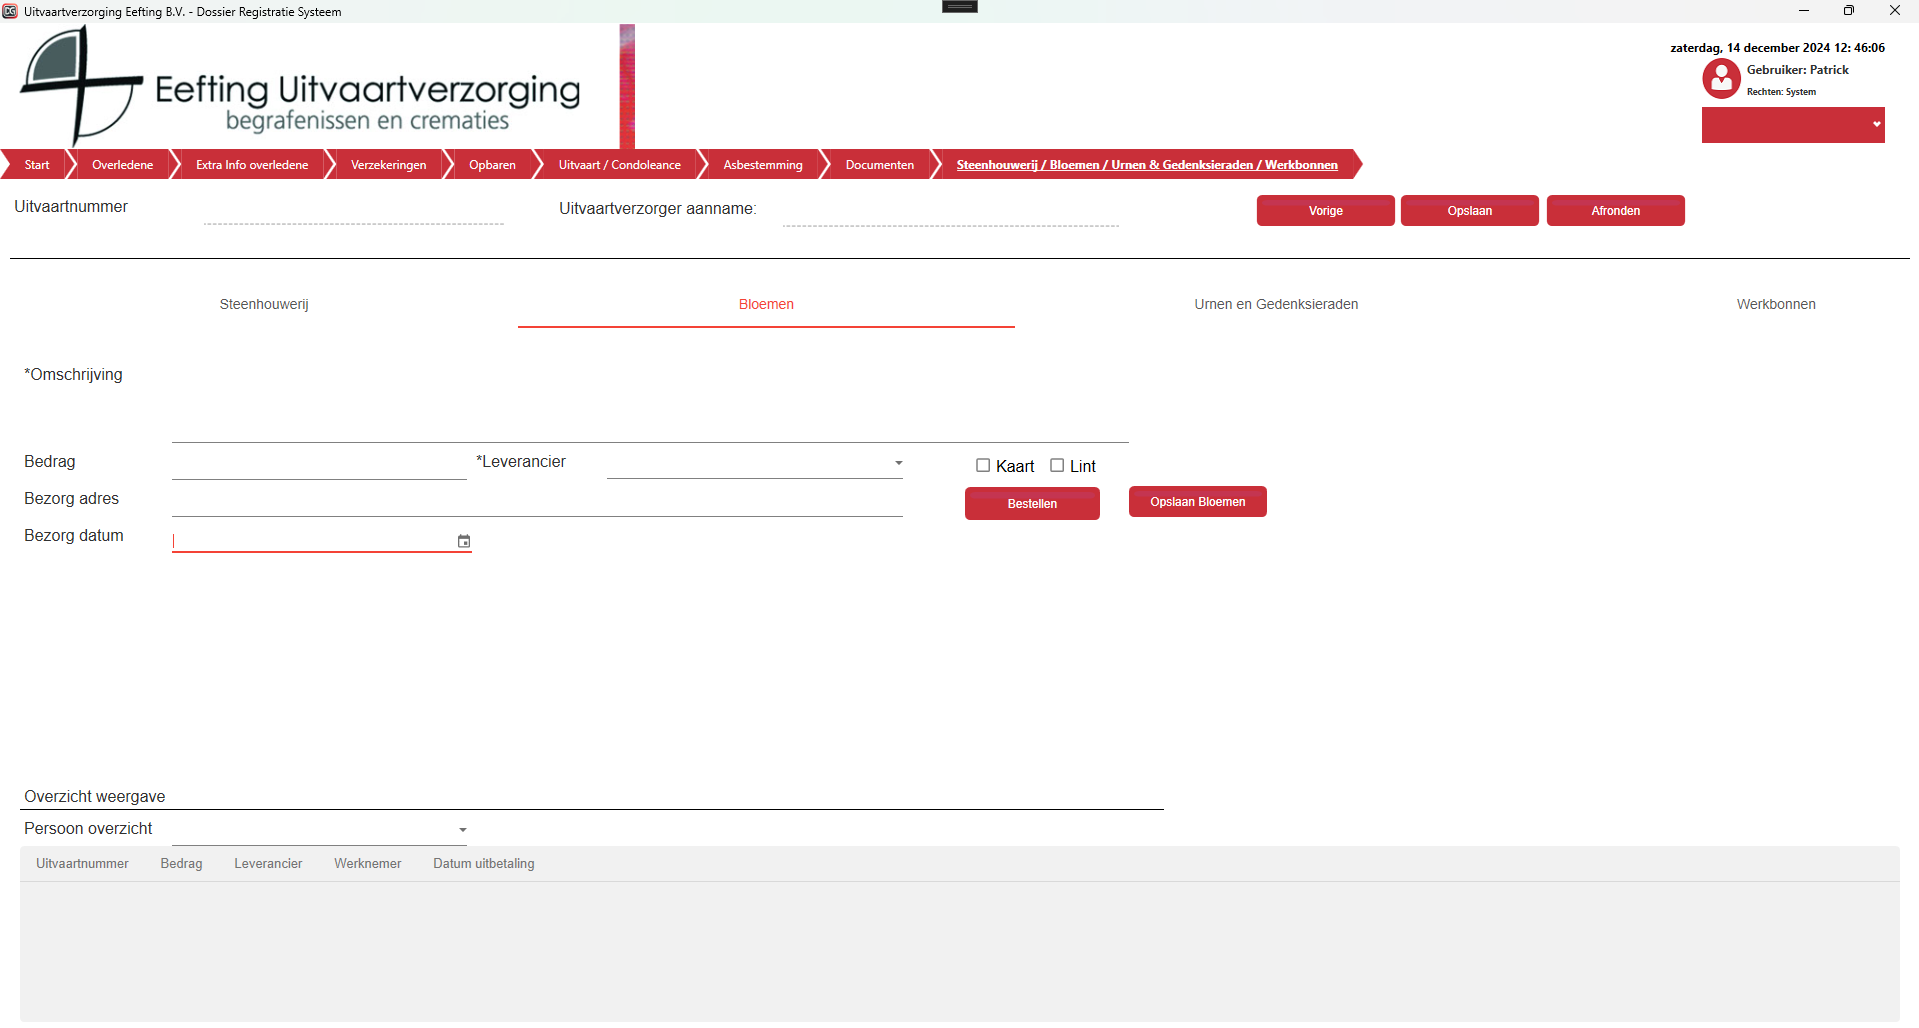 Uitvaartverzorging Eefting B.V. - Dossier Registratie Systeem
Eefting Uitvaartverzorging
begrafenissen en crematies
zaterdag, 14 december 2024 12: 46:06
Gebruiker: Patrick
Rechten: System
Start Overledene Extra Info overledene Verzekeringen Opbaren Uitvaart / Condoleance Asbestemming Documenten Steenhouwerij / Bloemen / Urnen & Gedenksieraden / Werkbonnen
Uitvaartnummer Uitvaartverzorger aanname: Vorige Opslaan Afronden
Steenhouwerij Bloemen Urnen en Gedenksieraden Werkbonnen
*Omschrijving
Bedrag *Leverancier Kaart Lint
Bezorg adres Bestellen Opslaan Bloemen
Bezorg datum
Overzicht weergave
Persoon overzicht
Uitvaartnummer Bedrag Leverancier Werknemer Datum uitbetaling